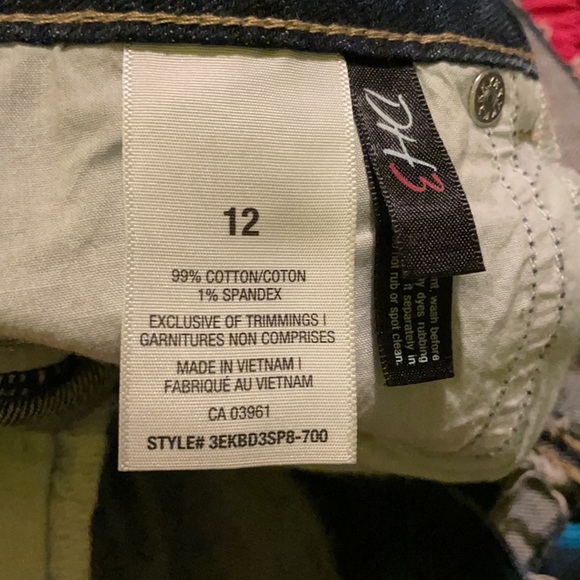 12
99% COTTON/COTON
1% SPANDEX
EXCLUSIVE OF TRIMMINGS |
GARNITURES NON COMPRISES
MADE IN VIETNAM |
FABRIQUÉ AU VIETNAM
CA 03961
STYLE# 3EKBD3SP8-700
DH3
wash before
dyes rubbing
it separately in
not rub or spot clean.